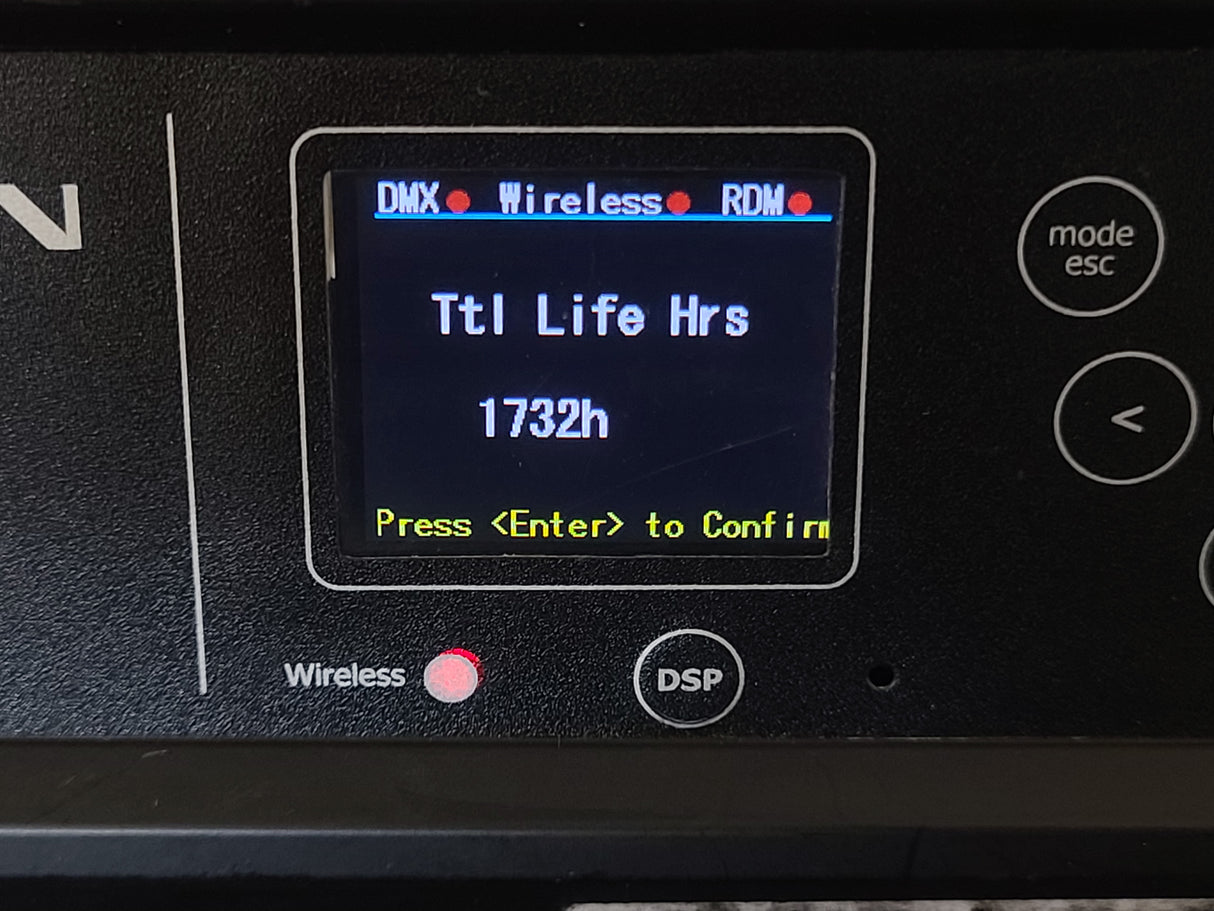 DMX Wireless RDM
Ttl Life Hrs
1732h
Press <Enter> to Confirm
N
mode
esc
<
Wireless
DSP